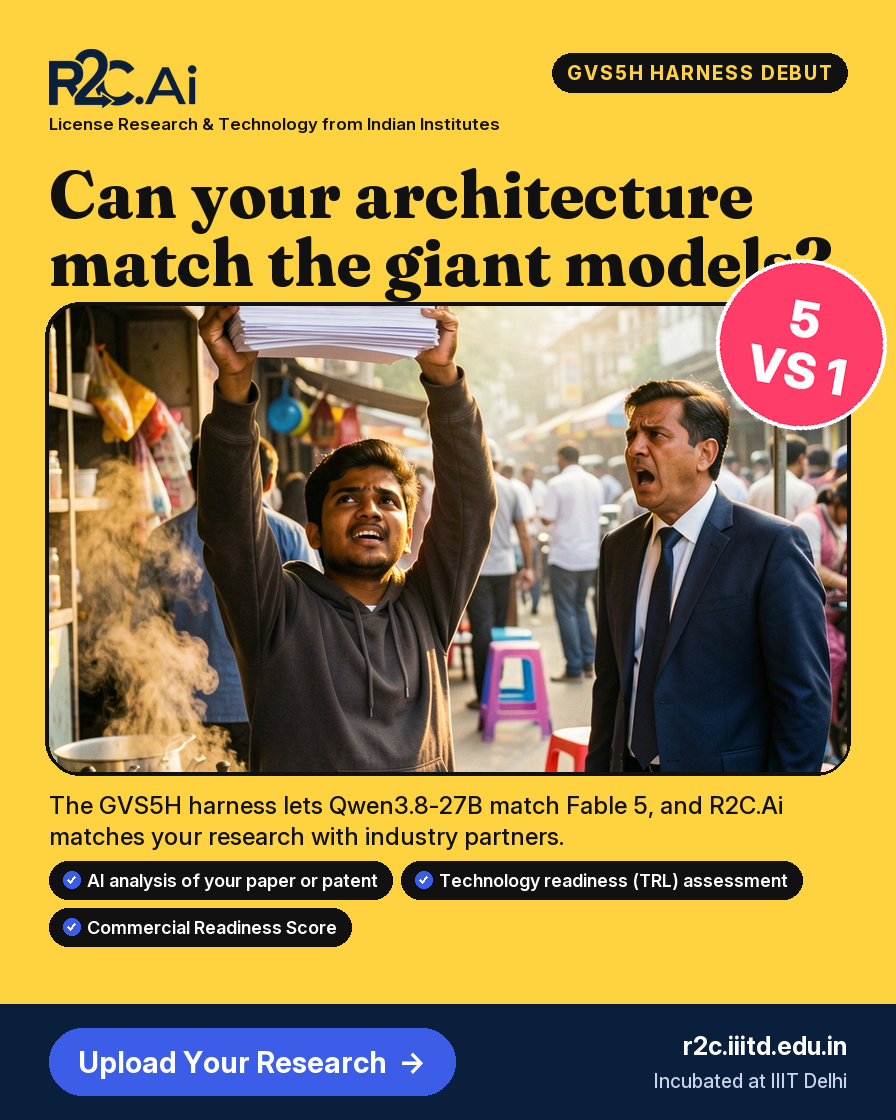 R2C.Ai
GVS5H HARNESS DEBUT
License Research & Technology from Indian Institutes
Can your architecture
match the giant models?
5
VS 1
The GVS5H harness lets Qwen3.8-27B match Fable 5, and R2C.Ai
matches your research with industry partners.
AI analysis of your paper or patent
Technology readiness (TRL) assessment
Commercial Readiness Score
Upload Your Research →
r2c.iiitd.edu.in
Incubated at IIIT Delhi